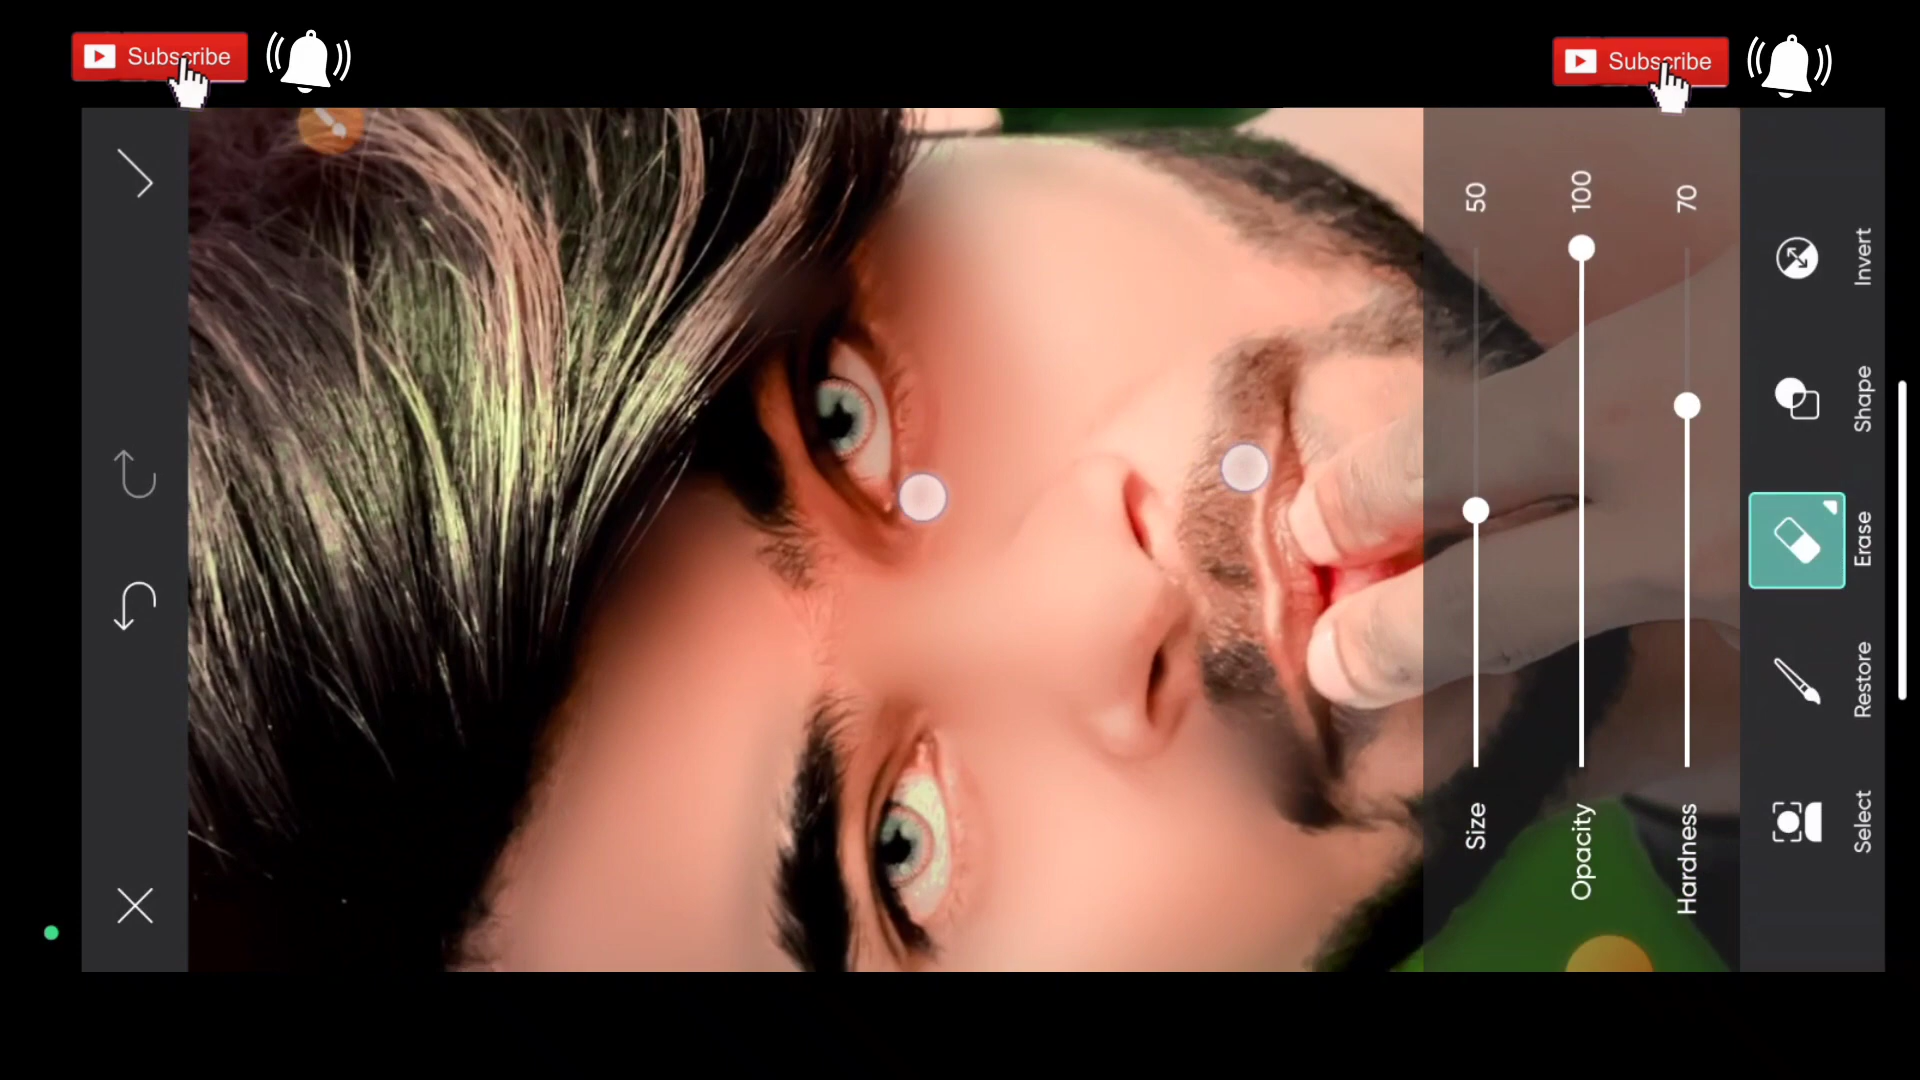 Subscribe
Subscribe
Size 50
Opacity 100
Hardness 70
Select
Restore
Erase
Shape
Invert